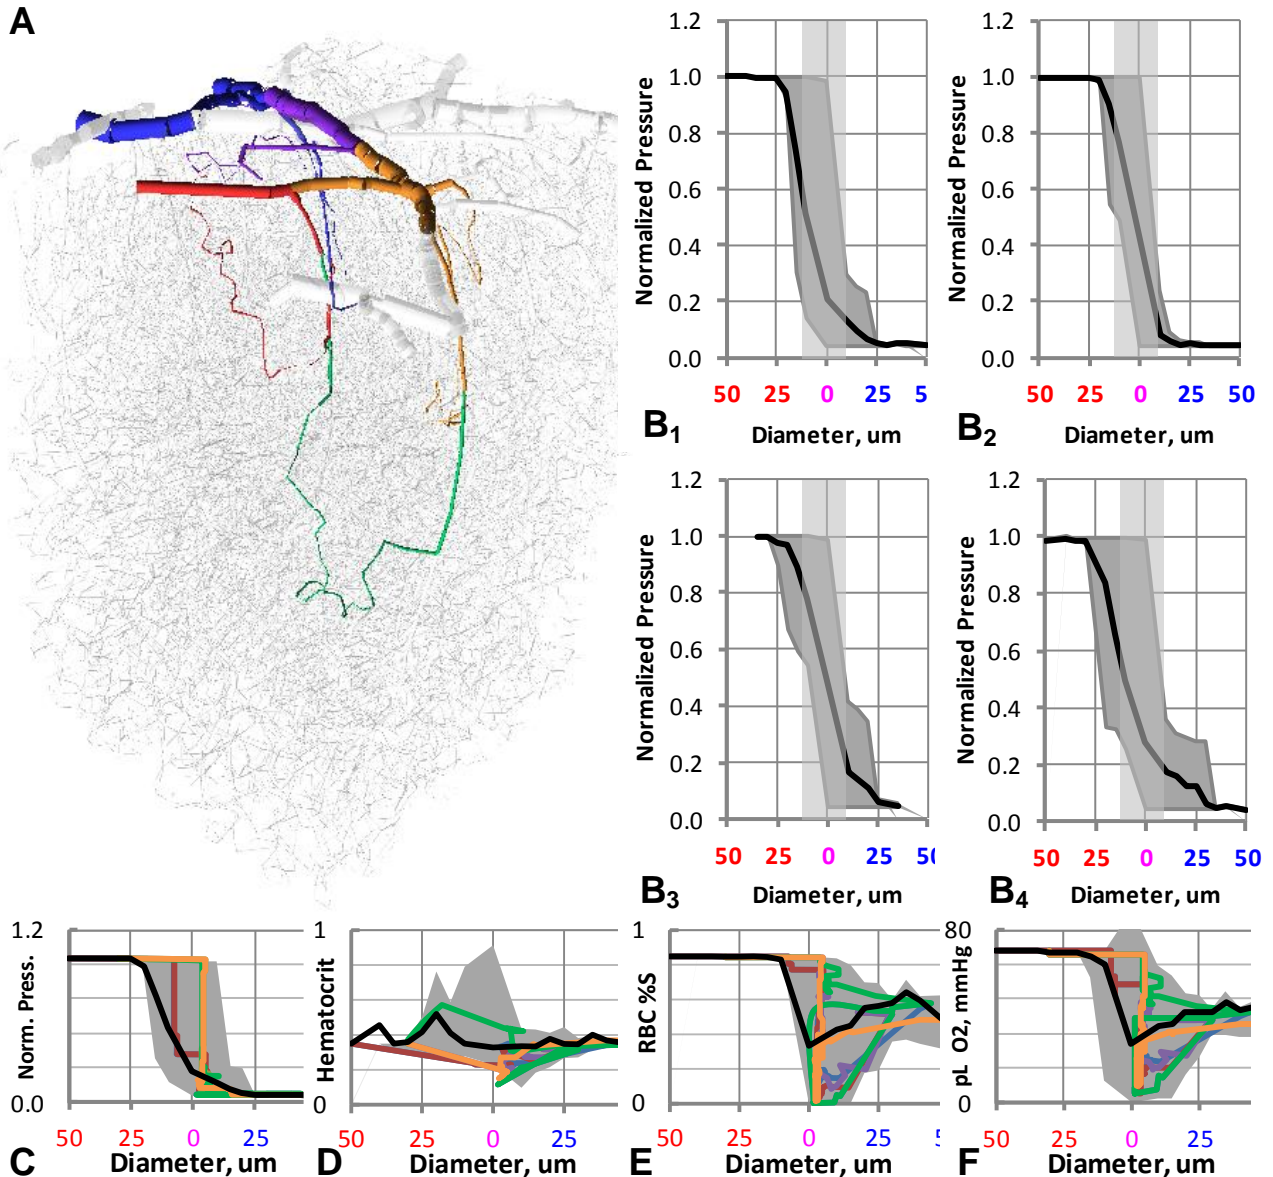 A
1.2
1.0
0.8
0.6
0.4
0.2
0.0
Normalized Pressure
50 25 0 25 5
B1 Diameter, um
1.2
1.0
0.8
0.6
0.4
0.2
0.0
Normalized Pressure
50 25 0 25 50
B2 Diameter, um
1.2
1.0
0.8
0.6
0.4
0.2
0.0
Normalized Pressure
50 25 0 25 50
B3 Diameter, um
1.2
1.0
0.8
0.6
0.4
0.2
0.0
Normalized Pressure
50 25 0 25 50
B4 Diameter, um
1.2
Norm. Press.
0.0
50 25 0 25
C Diameter, um
1
Hematocrit
0
50 25 0 25
D Diameter, um
1
RBC %S
0
50 25 0 25 5
E Diameter, um
80
pL O2, mmHg
0
50 25 0 25
F Diameter, um